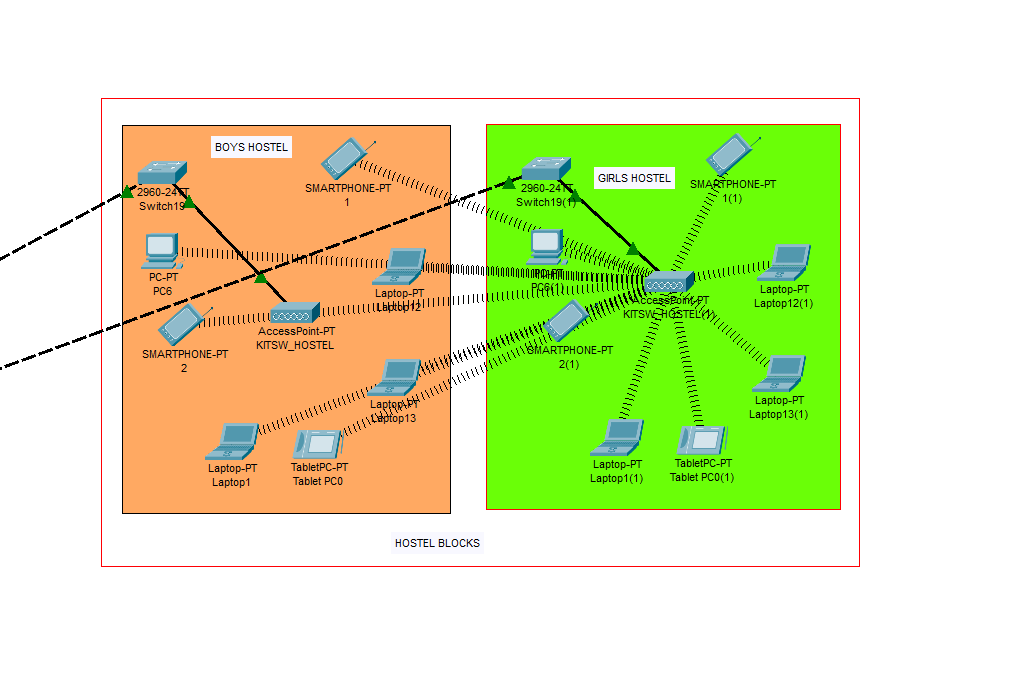 BOYS HOSTEL
2960-24TT
Switch19
SMARTPHONE-PT
1
PC-PT
PC6
Laptop-PT
Laptop12
AccessPoint-PT
KITSW_HOSTEL
SMARTPHONE-PT
2
Laptop-PT
Laptop13
Laptop-PT
Laptop1
TabletPC-PT
Tablet PC0
GIRLS HOSTEL
2960-24TT
Switch19(1)
SMARTPHONE-PT
1(1)
PC-PT
PC6(1)
AccessPoint-PT
KITSW_HOSTEL(1)
Laptop-PT
Laptop12(1)
SMARTPHONE-PT
2(1)
Laptop-PT
Laptop13(1)
Laptop-PT
Laptop1(1)
TabletPC-PT
Tablet PC0(1)
HOSTEL BLOCKS